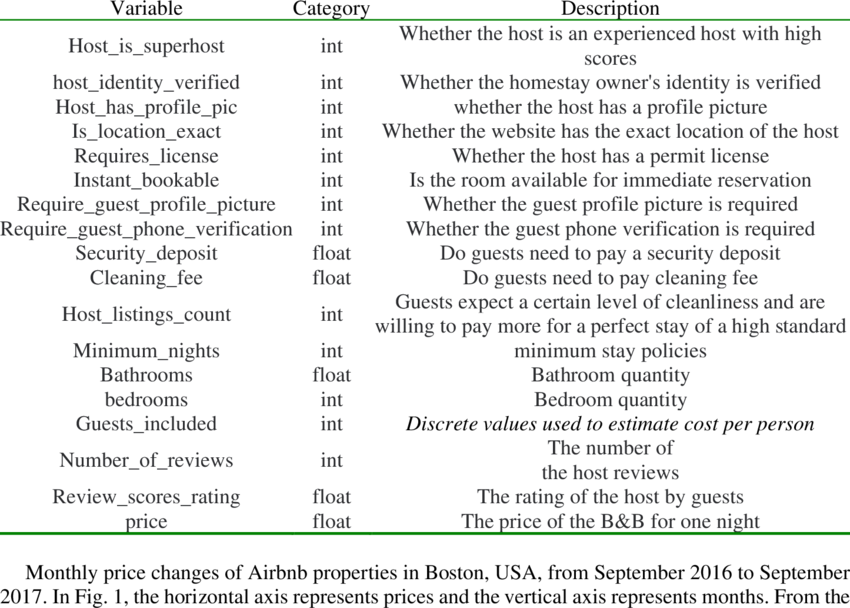 Variable Category Description
Host_is_superhost int Whether the host is an experienced host with high
scores
host_identity_verified int Whether the homestay owner's identity is verified
Host_has_profile_pic int whether the host has a profile picture
Is_location_exact int Whether the website has the exact location of the host
Requires_license int Whether the host has a permit license
Instant_bookable int Is the room available for immediate reservation
Require_guest_profile_picture int Whether the guest profile picture is required
Require_guest_phone_verification int Whether the guest phone verification is required
Security_deposit float Do guests need to pay a security deposit
Cleaning_fee float Do guests need to pay cleaning fee
Host_listings_count int Guests expect a certain level of cleanliness and are
willing to pay more for a perfect stay of a high standard
Minimum_nights int minimum stay policies
Bathrooms float Bathroom quantity
bedrooms int Bedroom quantity
Guests_included int Discrete values used to estimate cost per person
Number_of_reviews int The number of
the host reviews
Review_scores_rating float The rating of the host by guests
price float The price of the B&B for one night
Monthly price changes of Airbnb properties in Boston, USA, from September 2016 to September
2017. In Fig. 1, the horizontal axis represents prices and the vertical axis represents months. From the